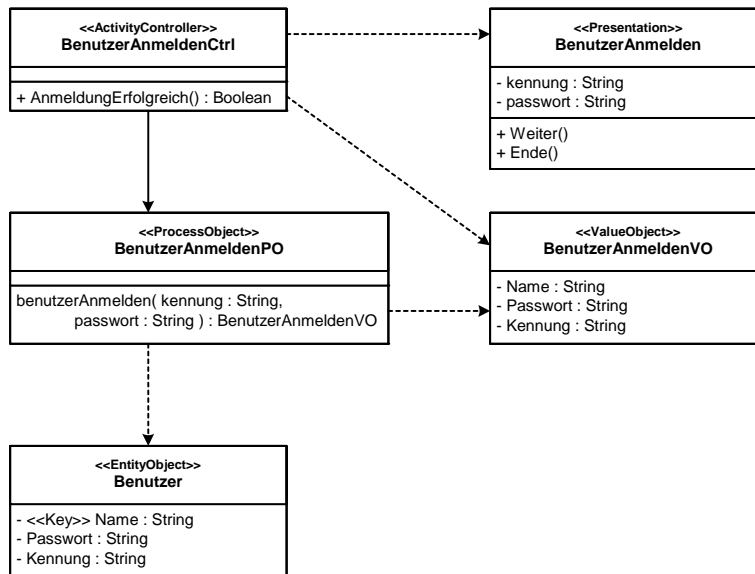 <<ActivityController>>
BenutzerAnmeldenCtrl
+ AnmeldungErfolgreich() : Boolean
<<Presentation>>
BenutzerAnmelden
- kennung : String
- passwort : String
+ Weiter()
+ Ende()
<<ProcessObject>>
BenutzerAnmeldenPO
benutzerAnmelden( kennung : String,
passwort : String ) : BenutzerAnmeldenVO
<<ValueObject>>
BenutzerAnmeldenVO
- Name : String
- Passwort : String
- Kennung : String
<<EntityObject>>
Benutzer
- <<Key>> Name : String
- Passwort : String
- Kennung : String